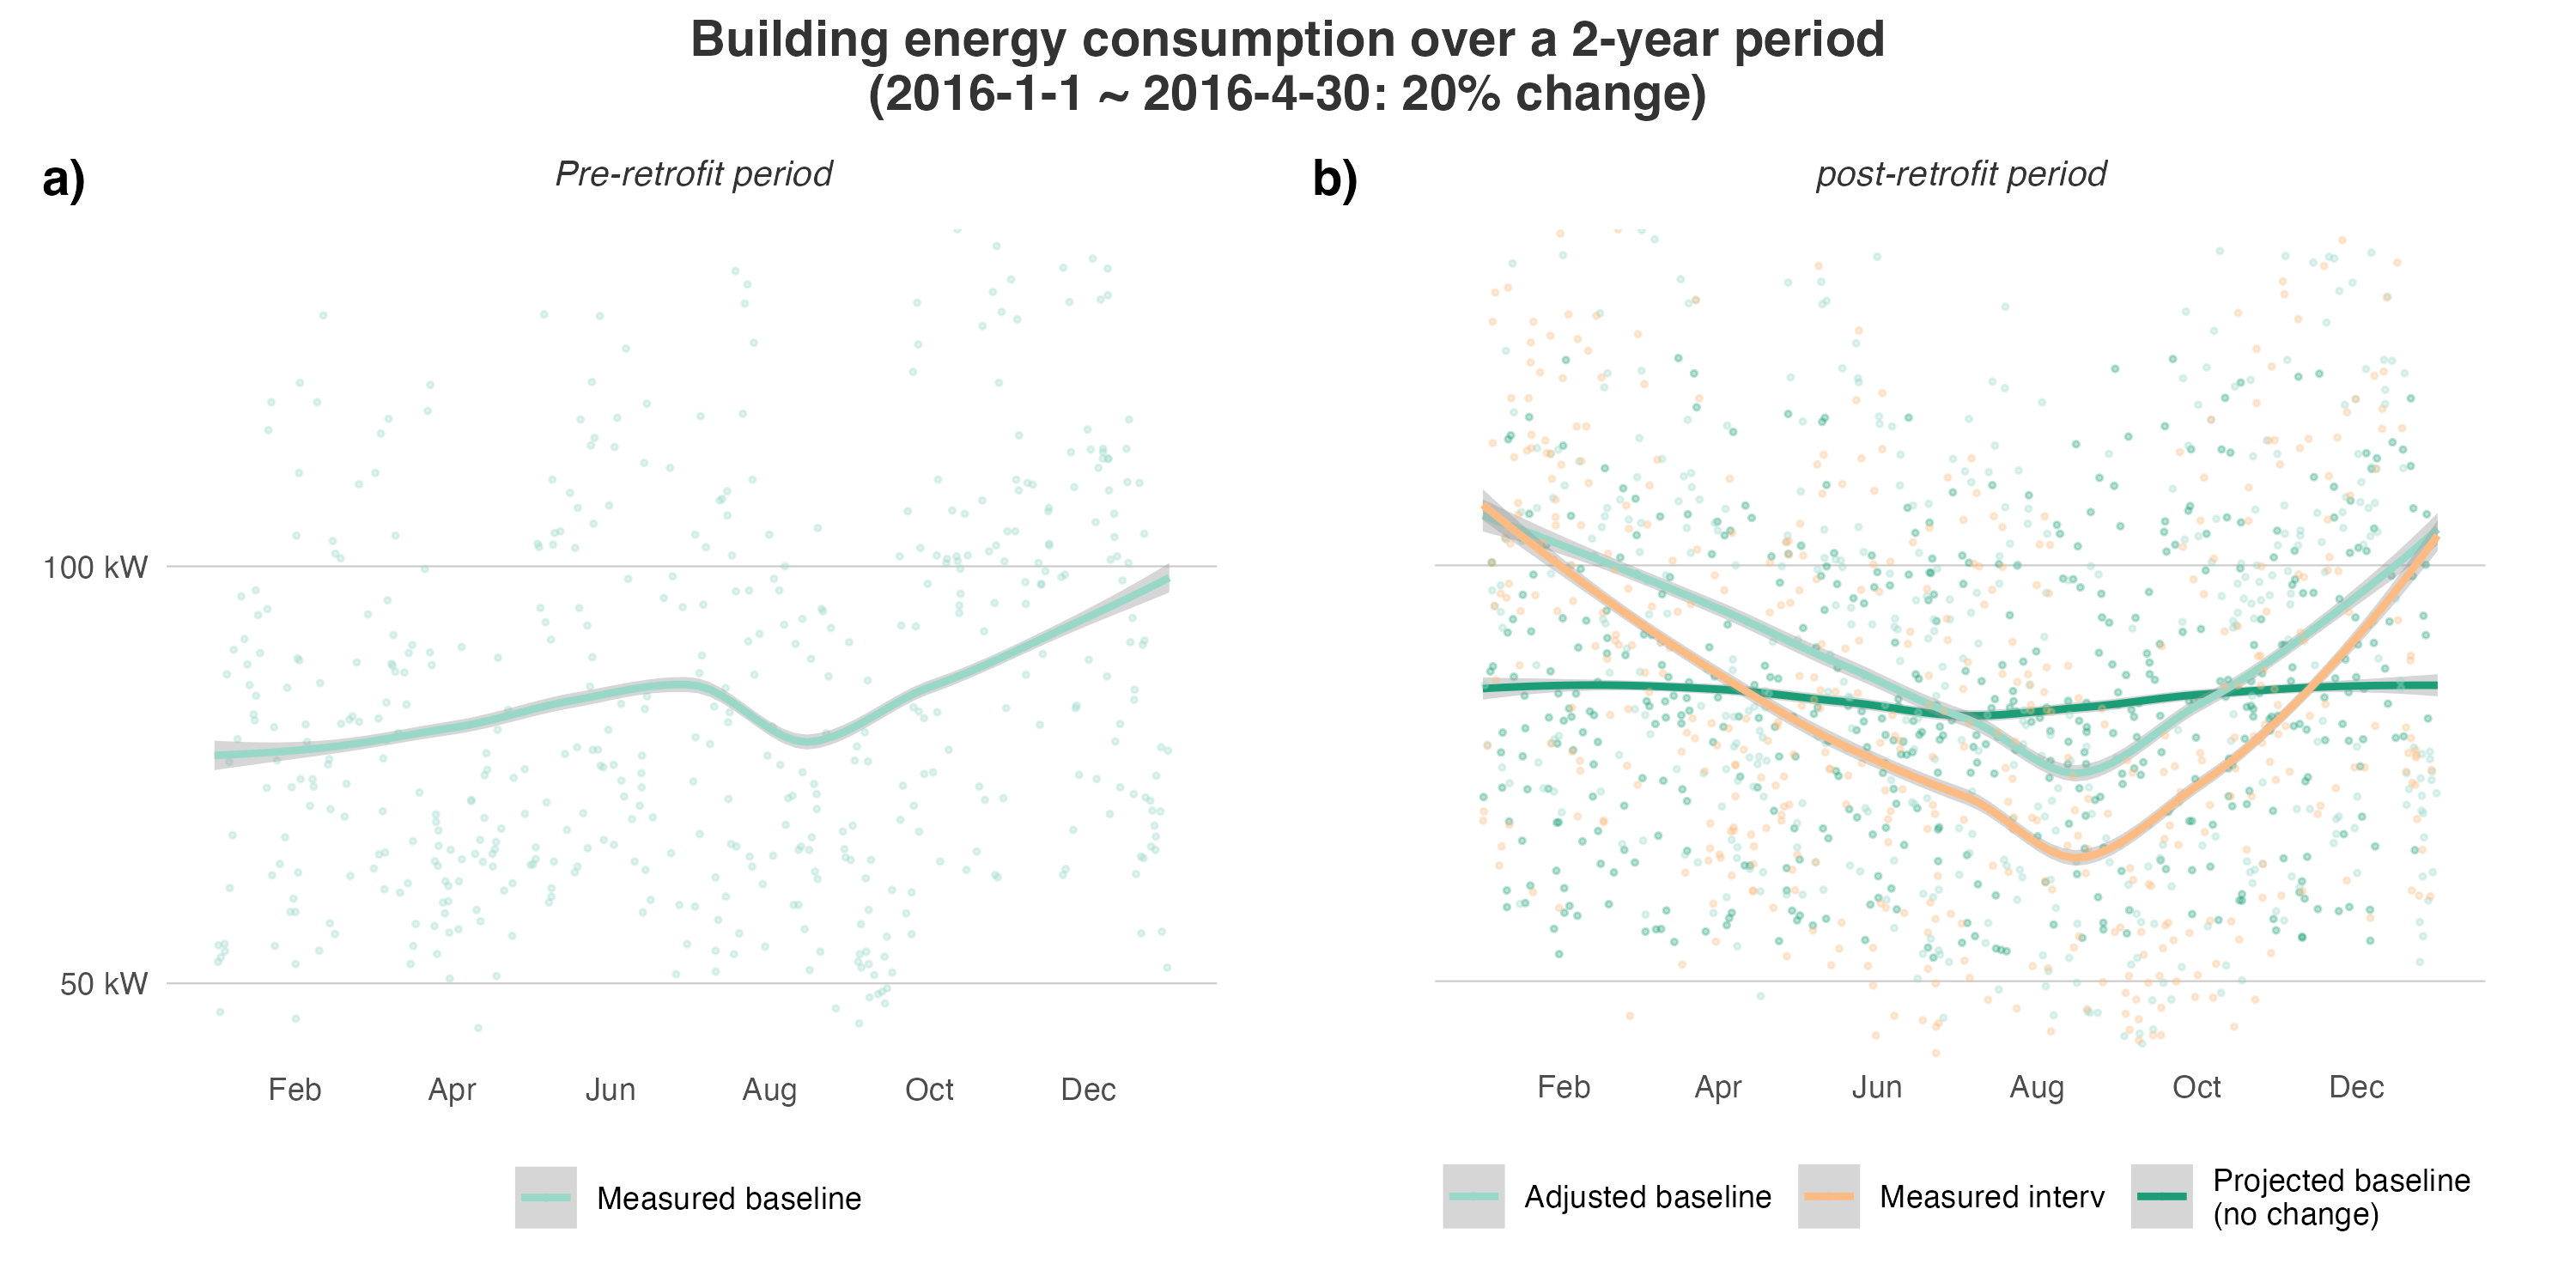 Building energy consumption over a 2-year period
(2016-1-1 ~ 2016-4-30: 20% change)
a)
Pre-retrofit period
100 kW
50 kW
Feb Apr Jun Aug Oct Dec
Measured baseline
b)
post-retrofit period
Feb Apr Jun Aug Oct Dec
Adjusted baseline
Measured interv
Projected baseline
(no change)